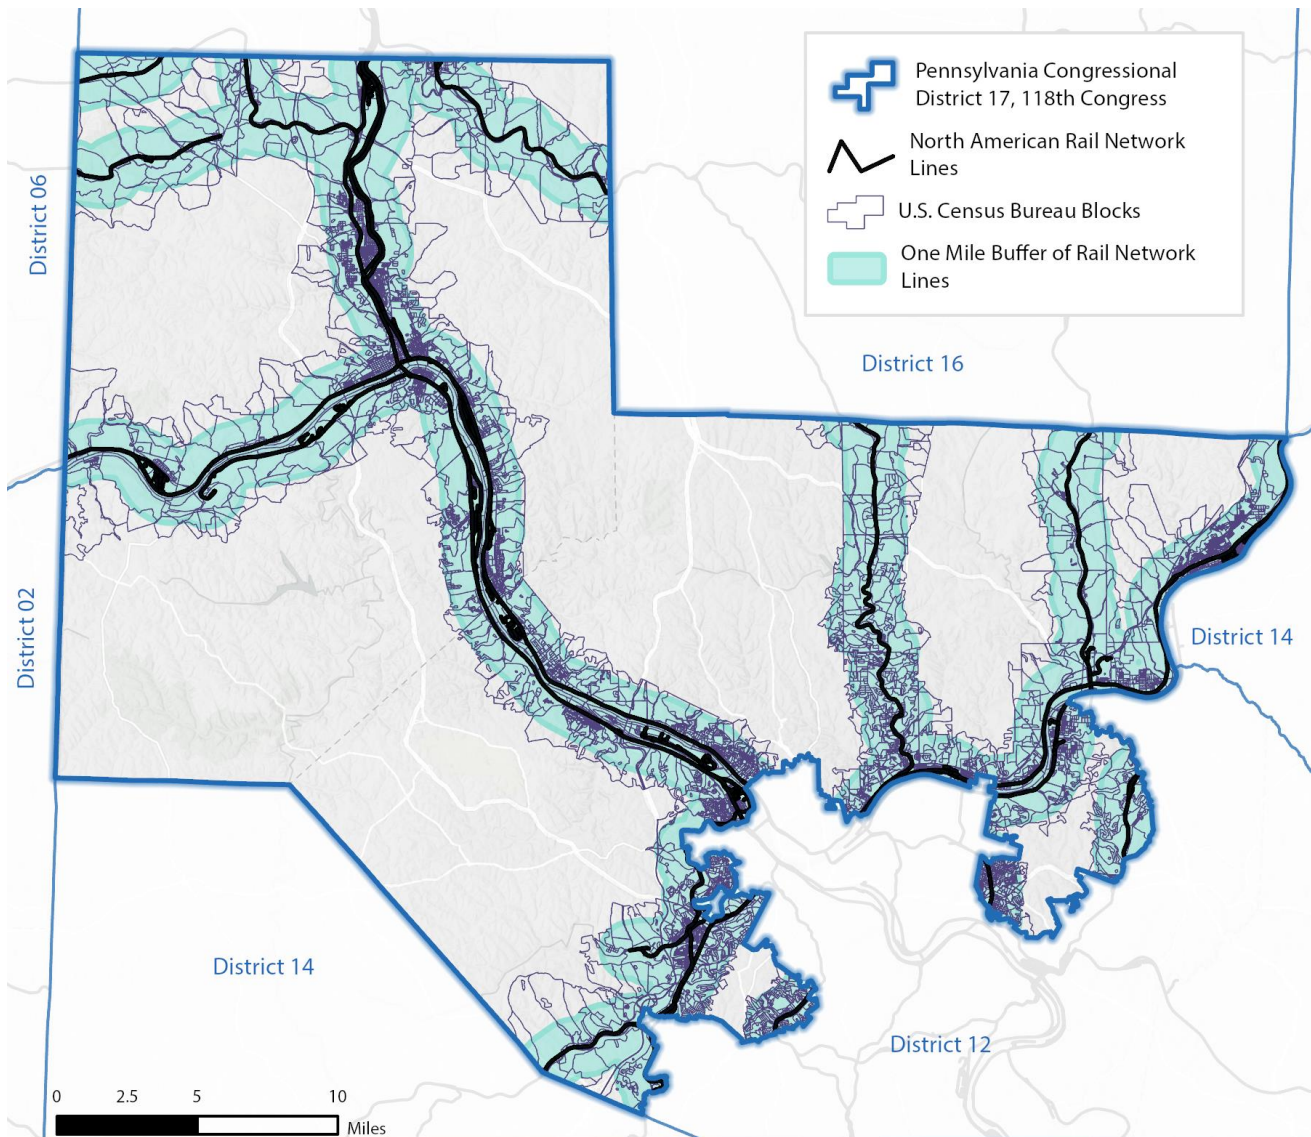 Pennsylvania Congressional
District 17, 118th Congress
North American Rail Network
Lines
U.S. Census Bureau Blocks
One Mile Buffer of Rail Network
Lines
District 06
District 16
District 02
District 14
District 14
District 12
0 2.5 5 10
Miles